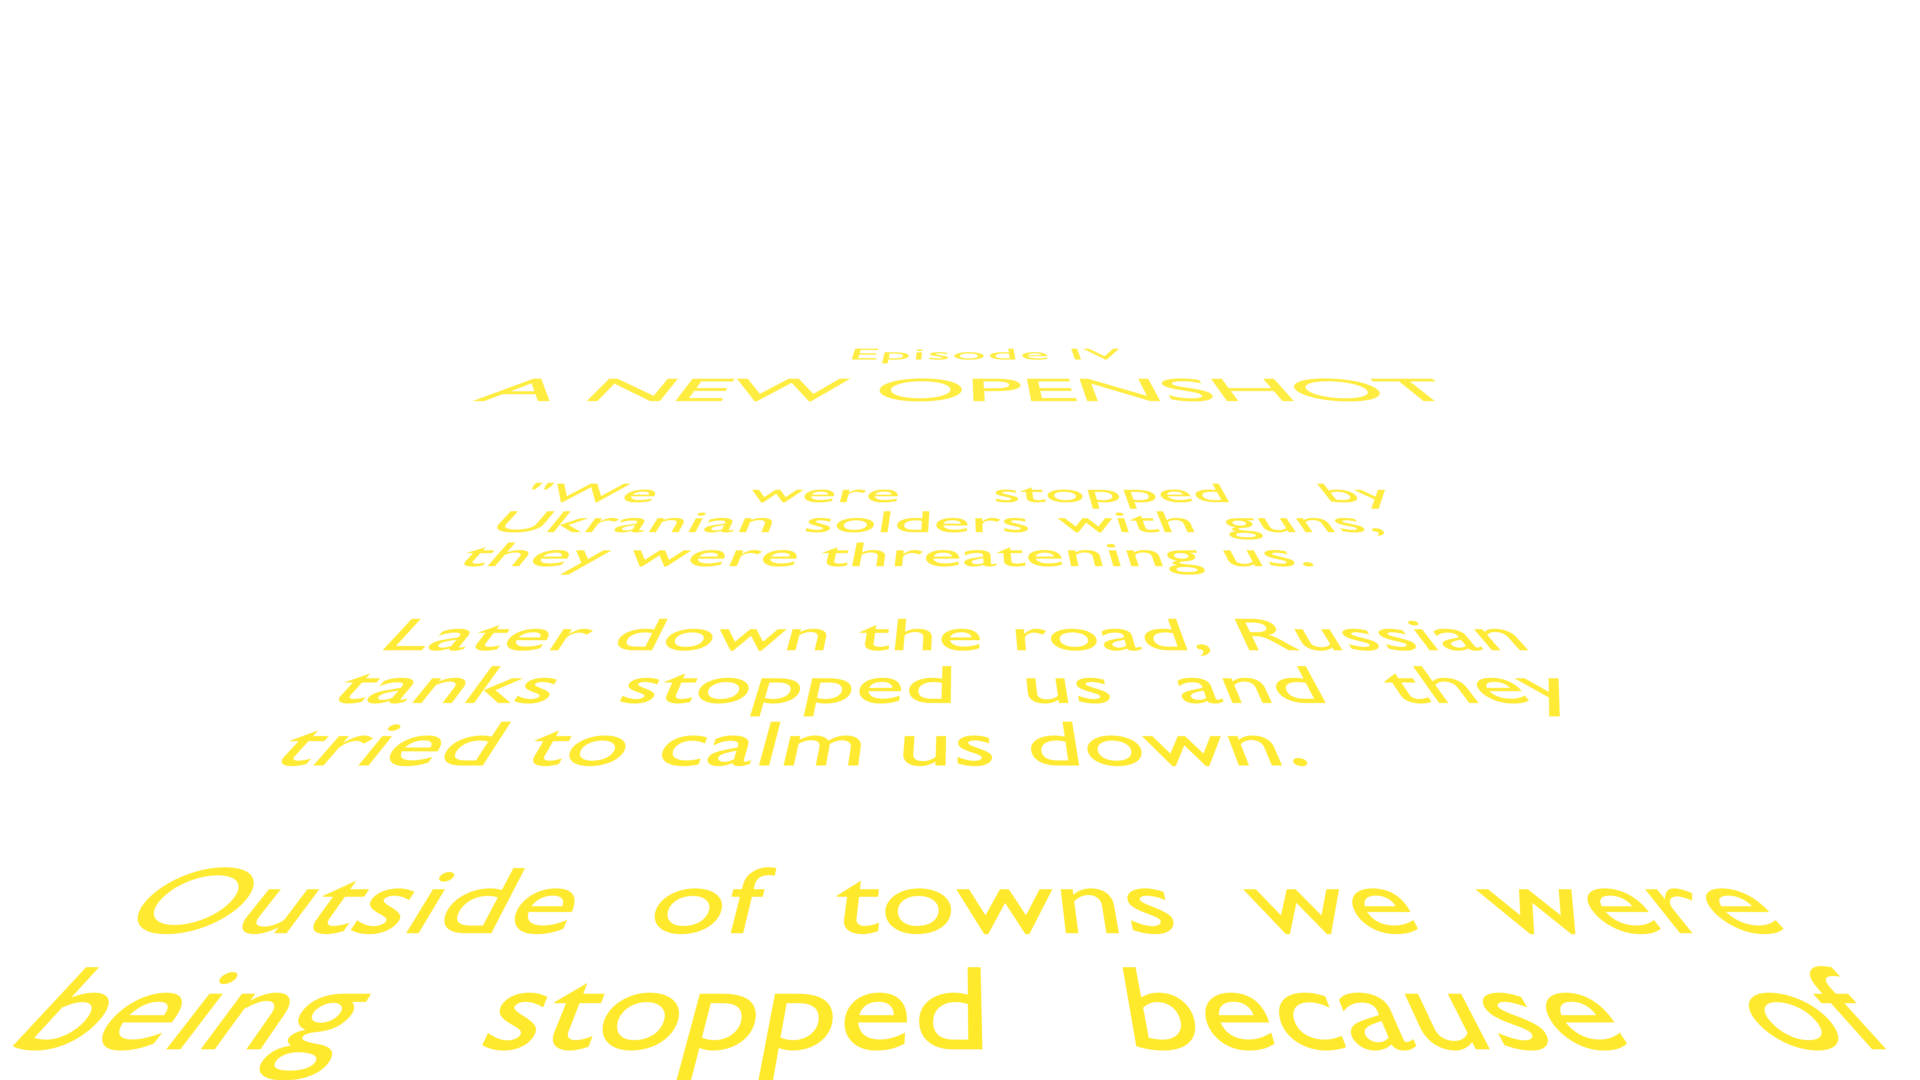 Episode IV
A NEW OPENSHOT
"We were stopped by
Ukranian solders with guns,
they were threatening us.
Later down the road, Russian
tanks stopped us and they
tried to calm us down.
Outside of towns we were
being stopped because of